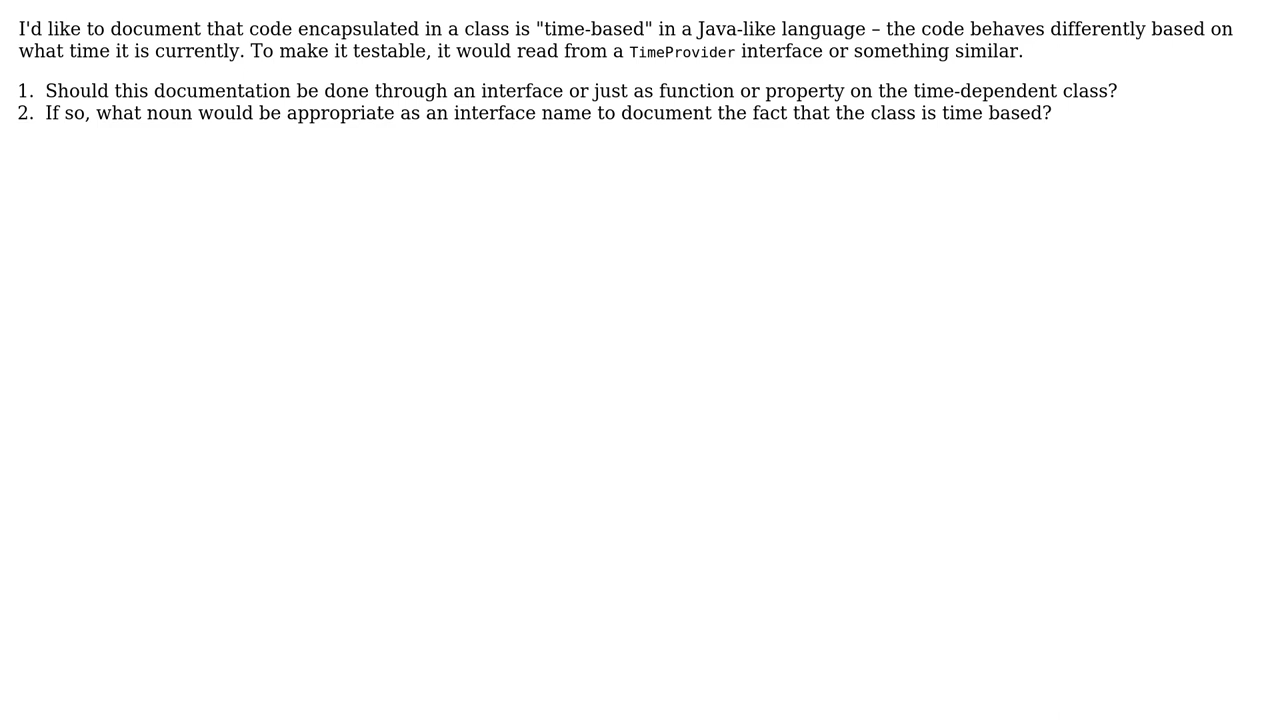 I'd like to document that code encapsulated in a class is "time-based" in a Java-like language – the code behaves differently based on
what time it is currently. To make it testable, it would read from a TimeProvider interface or something similar.
1. Should this documentation be done through an interface or just as function or property on the time-dependent class?
2. If so, what noun would be appropriate as an interface name to document the fact that the class is time based?